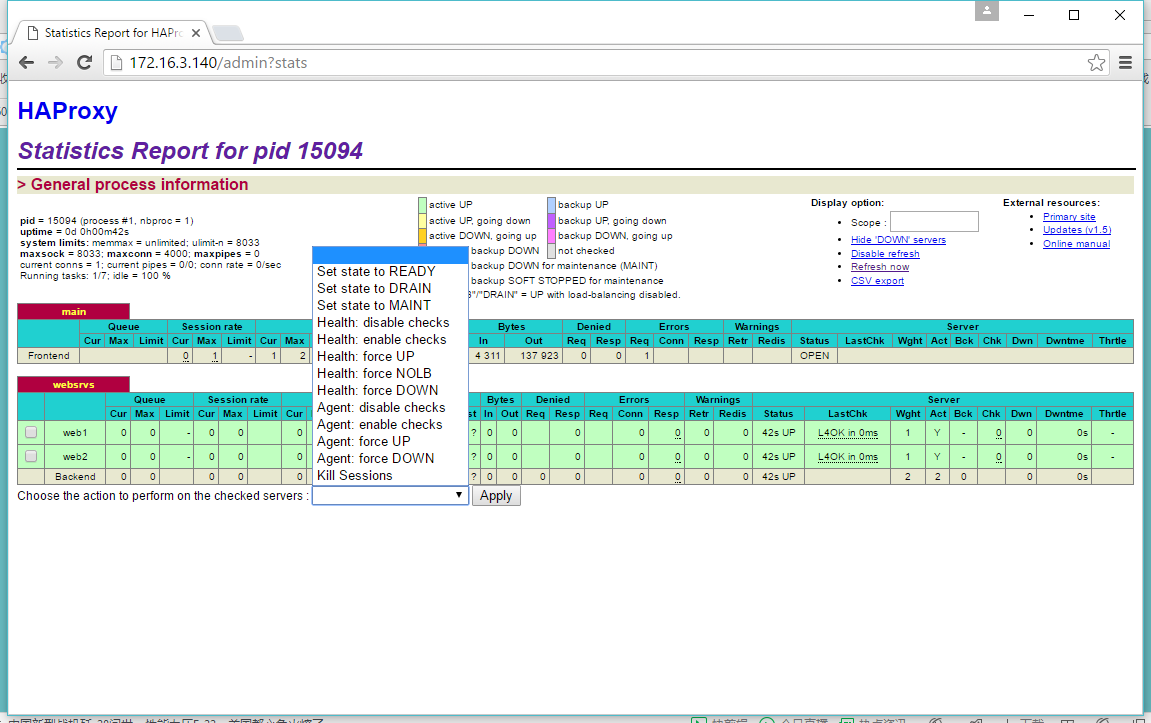 Statistics Report for HAPro
172.16.3.140/admin?stats
HAProxy
Statistics Report for pid 15094
> General process information
pid = 15094 (process #1, nbproc = 1)
uptime = 0d 0h00m42s
system limits: memmax = unlimited; ulimit-n = 8033
maxsock = 8033; maxconn = 4000; maxpipes = 0
current conns = 1; current pipes = 0/0; conn rate = 0/sec
Running tasks: 1/7; idle = 100 %
active UP backup UP
active UP, going down backup UP, going down
active DOWN, going up backup DOWN, going up
backup DOWN not checked
backup DOWN for maintenance (MAINT)
backup SOFT STOPPED for maintenance
"/"DRAIN" = UP with load-balancing disabled.
Display option:
Scope :
Hide 'DOWN' servers
Disable refresh
Refresh now
CSV export
External resources:
Primary site
Updates (v1.5)
Online manual
main
Queue Session rate Bytes Denied Errors Warnings Server
Cur Max Limit Cur Max Limit Cur Max In Out Req Resp Req Conn Resp Retr Redis Status LastChk Wght Act Bck Chk Dwn Dwntme Thrtle
Frontend 0 1 - 1 2 4 311 137 923 0 0 1 OPEN
websrvs
Queue Session rate Bytes Denied Errors Warnings Server
Cur Max Limit Cur Max Limit Cur st In Out Req Resp Req Conn Resp Retr Redis Status LastChk Wght Act Bck Chk Dwn Dwntme Thrtle
web1 0 0 - 0 0 0 ? 0 0 0 0 0 0 0 42s UP L4OK in 0ms 1 Y - 0 0 0s -
web2 0 0 - 0 0 0 ? 0 0 0 0 0 0 0 42s UP L4OK in 0ms 1 Y - 0 0 0s -
Backend 0 0 0 0 0 ? 0 0 0 0 0 0 0 0 42s UP 2 2 0 0 0s
Set state to READY
Set state to DRAIN
Set state to MAINT
Health: disable checks
Health: enable checks
Health: force UP
Health: force NOLB
Health: force DOWN
Agent: disable checks
Agent: enable checks
Agent: force UP
Agent: force DOWN
Kill Sessions
Choose the action to perform on the checked servers : Apply